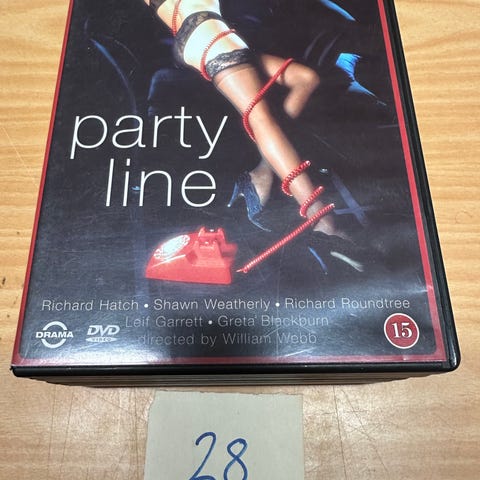 party
line
Richard Hatch • Shawn Weatherly • Richard Roundtree
Leif Garrett • Greta Blackburn
directed by William Webb
DRAMA
DVD
VIDEO
15
28